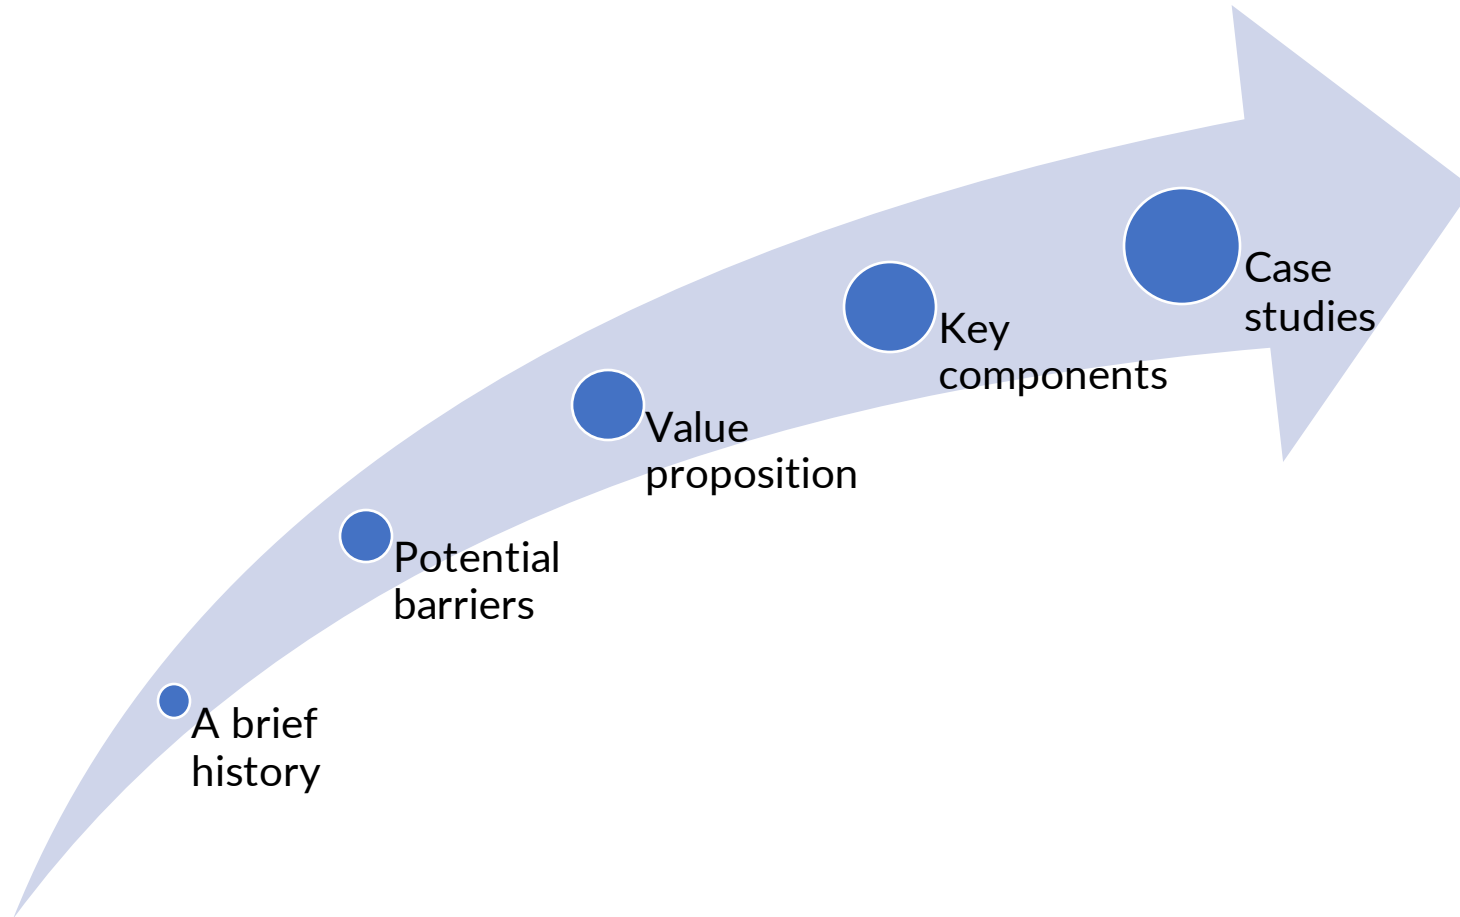 A brief
history
Potential
barriers
Value
proposition
Key
components
Case
studies